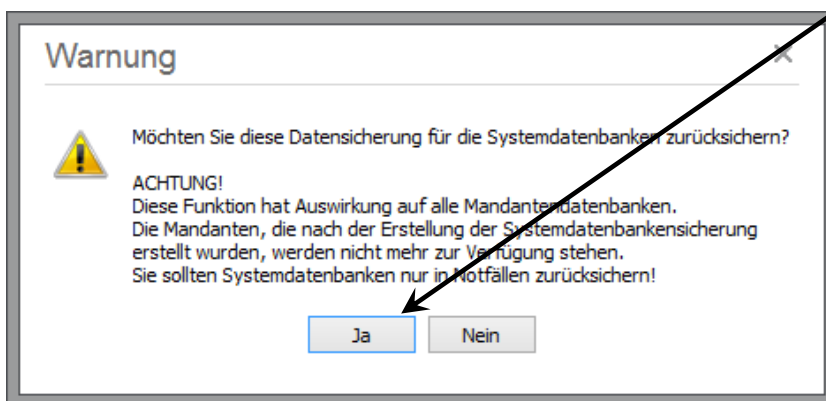 Warnung
Möchten Sie diese Datensicherung für die Systemdatenbanken zurücksichern?
ACHTUNG!
Diese Funktion hat Auswirkung auf alle Mandantendatenbanken.
Die Mandanten, die nach der Erstellung der Systemdatenbankensicherung
erstellt wurden, werden nicht mehr zur Verfügung stehen.
Sie sollten Systemdatenbanken nur in Notfällen zurücksichern!
Ja
Nein